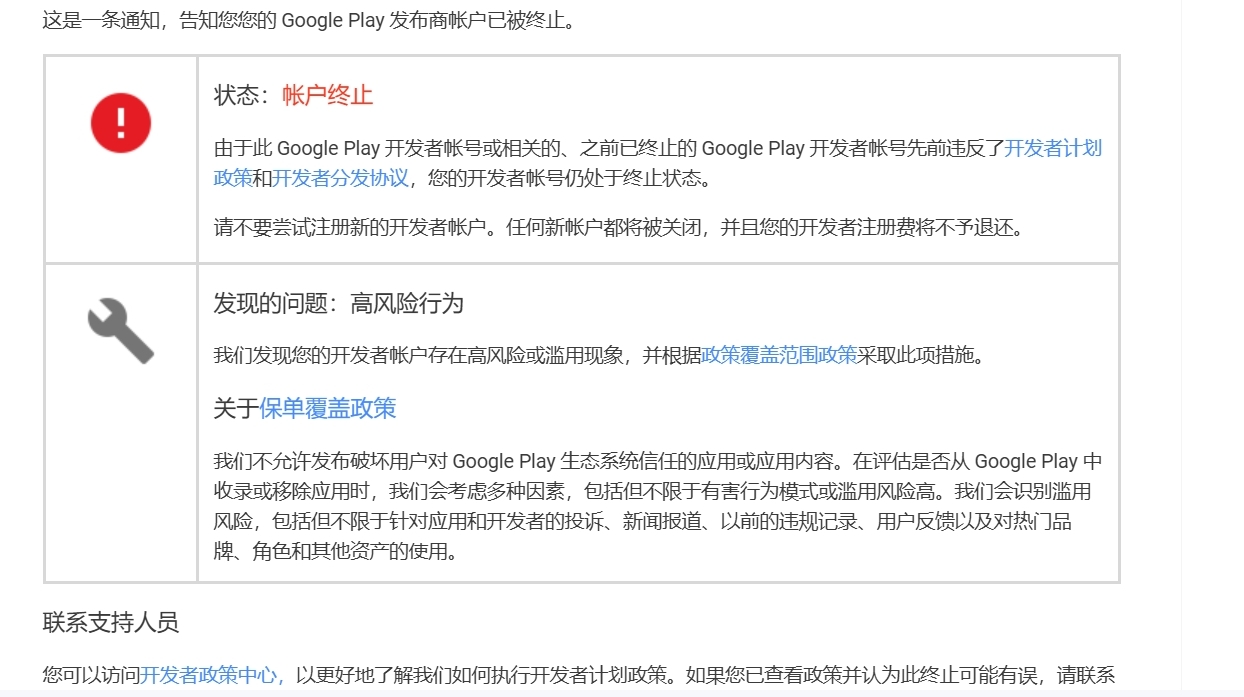 这是一条通知，告知您您的 Google Play 发布商帐户已被终止。
状态：帐户终止
由于此 Google Play 开发者帐号或相关的、之前已终止的 Google Play 开发者帐号先前违反了开发者计划
政策和开发者分发协议，您的开发者帐号仍处于终止状态。
请不要尝试注册新的开发者帐户。任何新帐户都将被关闭，并且您的开发者注册费将不予退还。
发现的问题：高风险行为
我们发现您的开发者帐户存在高风险或滥用现象，并根据政策覆盖范围政策采取此项措施。
关于保单覆盖政策
我们不允许发布破坏用户对 Google Play 生态系统信任的应用或应用内容。在评估是否从 Google Play 中
收录或移除应用时，我们会考虑多种因素，包括但不限于有害行为模式或滥用风险高。我们会识别滥用
风险，包括但不限于针对应用和开发者的投诉、新闻报道、以前的违规记录、用户反馈以及对热门品
牌、角色和其他资产的使用。
联系支持人员
您可以访问开发者政策中心，以更好地了解我们如何执行开发者计划政策。如果您已查看政策并认为此终止可能有误，请联系